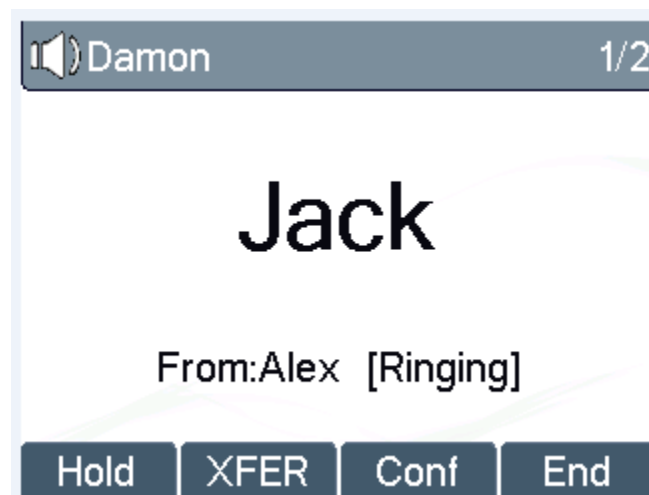 Damon 1/2
Jack
From:Alex [Ringing]
Hold XFER Conf End